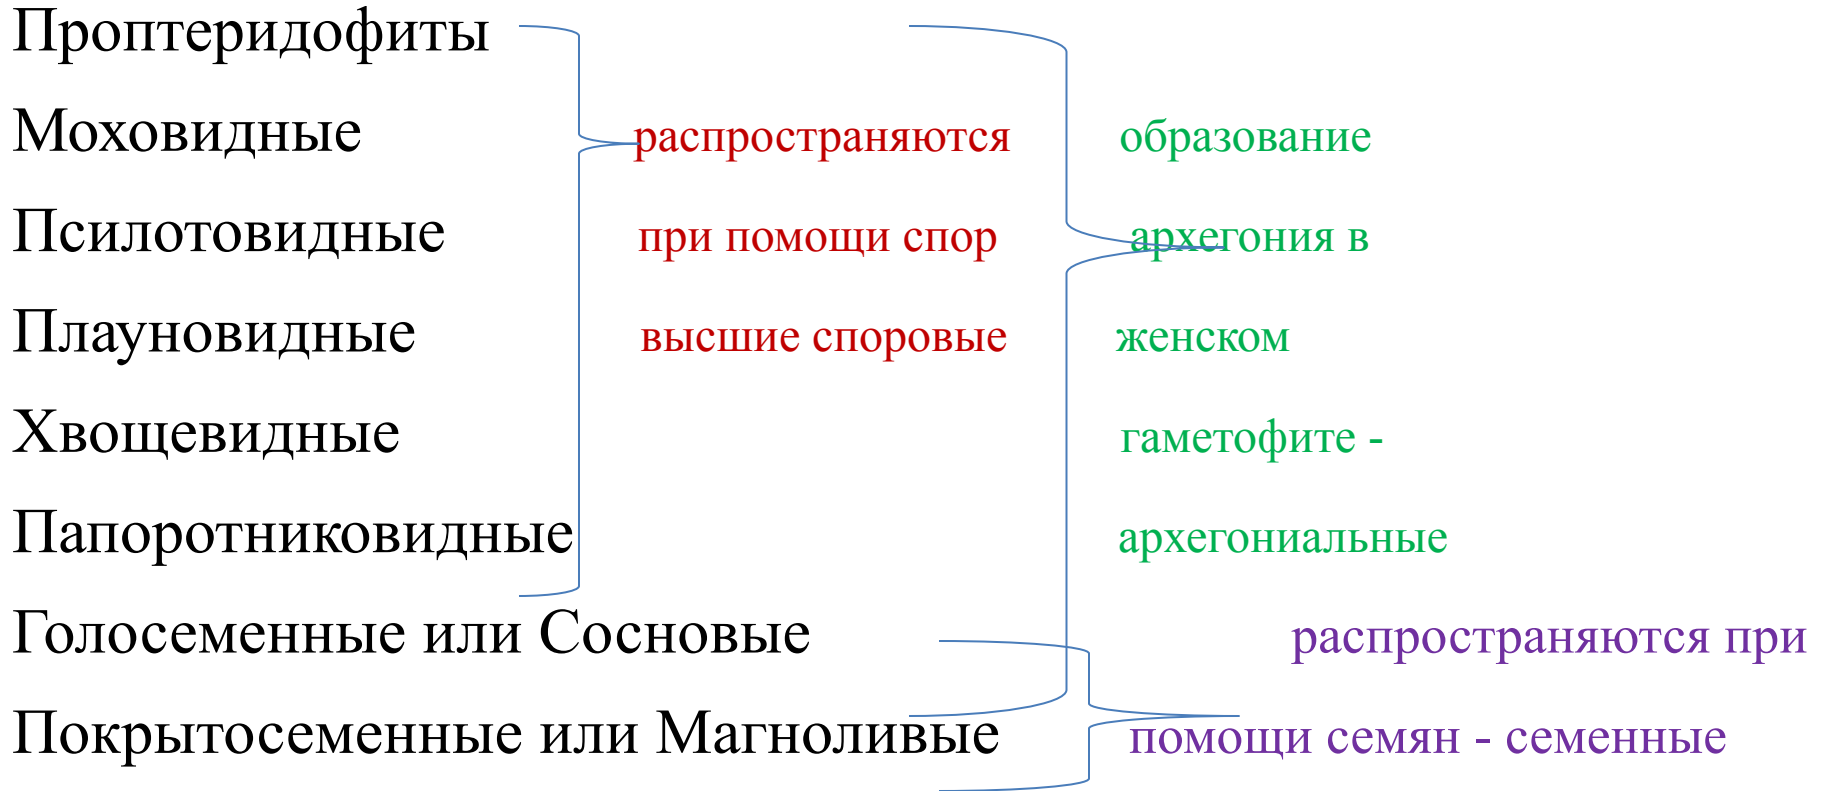 Проптеридофиты
Моховидные распространяются образование
Псилотовидные при помощи спор архегония в
Плауновидные высшие споровые женском
Хвощевидные гаметофите -
Папоротниковидные архегониальные
Голосеменные или Сосновые распространяются при
Покрытосеменные или Магноливые помощи семян - семенные